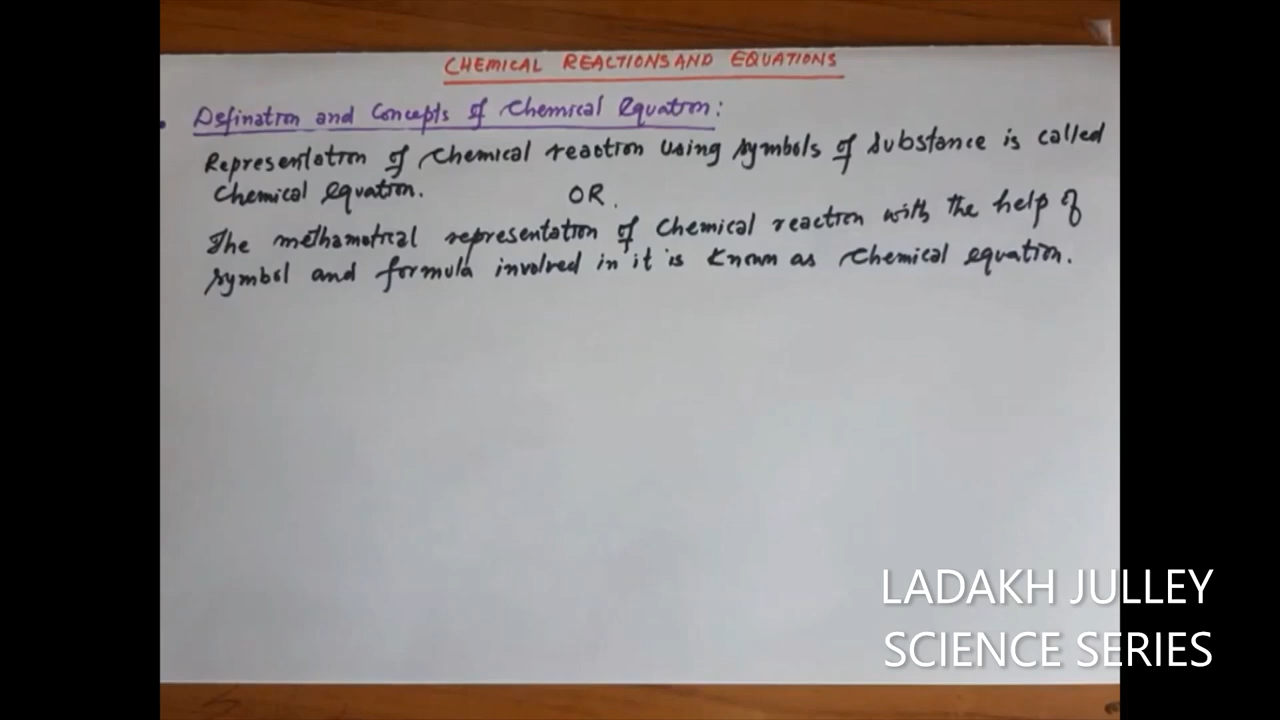 CHEMICAL REACTIONS AND EQUATIONS
Defination and Concepts of Chemical Equation:
Representation of Chemical reaction using symbols of substance is called
Chemical equation. OR.
The methamatical representation of Chemical reaction with the help of
symbol and formula involved in it is known as Chemical equation.
LADAKH JULLEY
SCIENCE SERIES